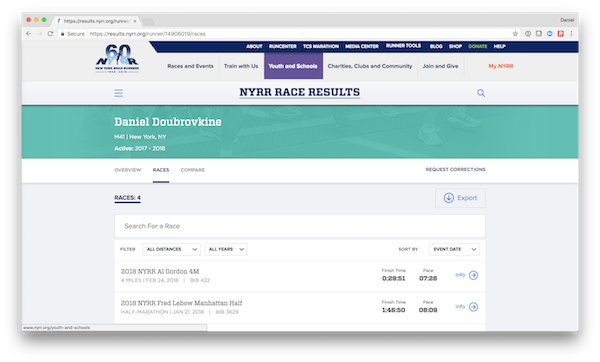 https://results.nyrr.org/runner/
Daniel
Secure https://results.nyrr.org/runner/14906019/races
60
NYRR
NEW YORK ROAD RUNNERS
1958 - 2018
ABOUT RUNCENTER TCS MARATHON MEDIA CENTER RUNNER TOOLS BLOG SHOP DONATE HELP
Races and Events Train with Us Youth and Schools Charities, Clubs and Community Join and Give My NYRR
NYRR RACE RESULTS
Daniel Doubrovkine
M41 | New York, NY
Active: 2017 - 2018
OVERVIEW RACES COMPARE REQUEST CORRECTIONS
RACES: 4
Export
Search For a Race
FILTER ALL DISTANCES ALL YEARS SORT BY EVENT DATE
2018 NYRR Al Gordon 4M
4 MILES | FEB 24, 2018 | BIB 422
Finish Time Pace
0:29:51 07:28
Info
2018 NYRR Fred Lebow Manhattan Half
HALF-MARATHON | JAN 21, 2018 | BIB 3629
Finish Time Pace
1:46:50 08:09
Info
www.nyrr.org/youth-and-schools